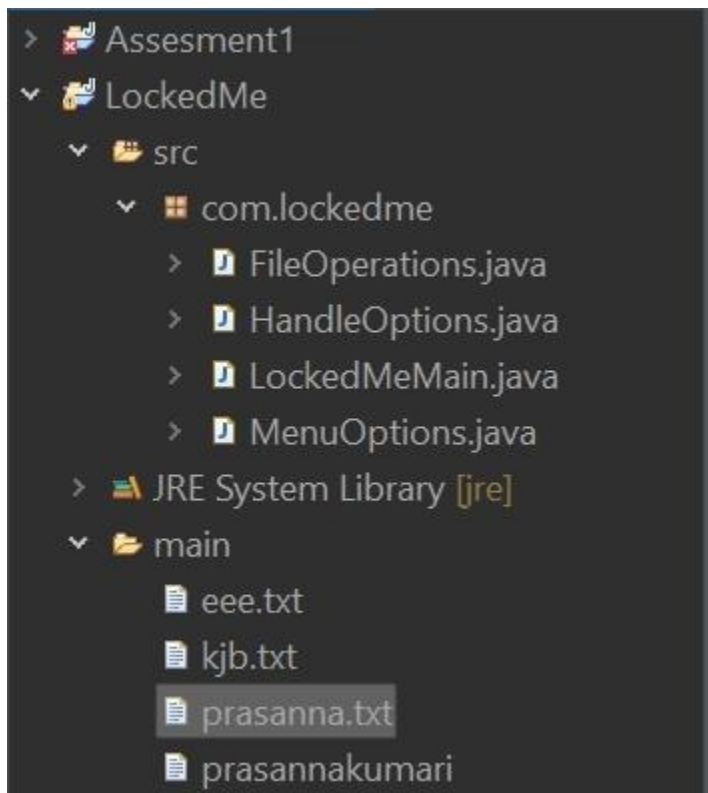 Assesment1
LockedMe
src
com.lockedme
FileOperations.java
HandleOptions.java
LockedMeMain.java
MenuOptions.java
JRE System Library [jre]
main
eee.txt
kjb.txt
prasanna.txt
prasannakumari